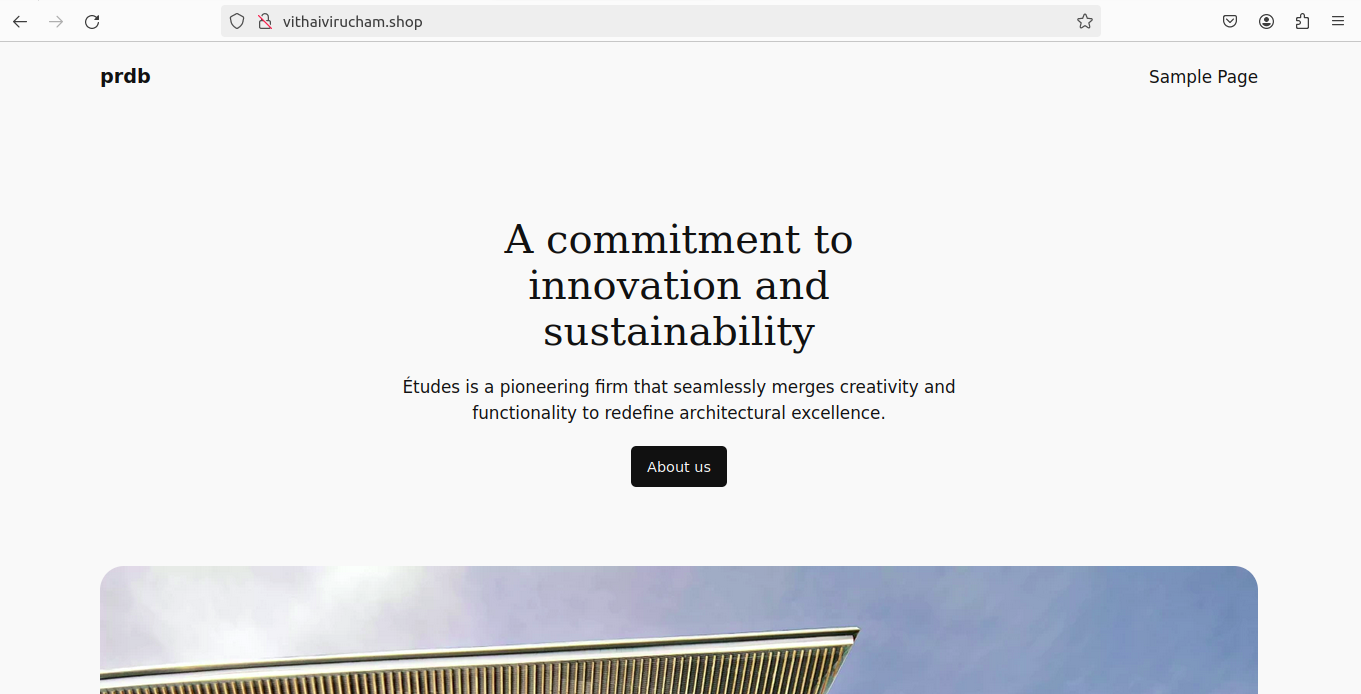 vithaivirucham.shop
prdb
Sample Page
A commitment to
innovation and
sustainability
Études is a pioneering firm that seamlessly merges creativity and
functionality to redefine architectural excellence.
About us